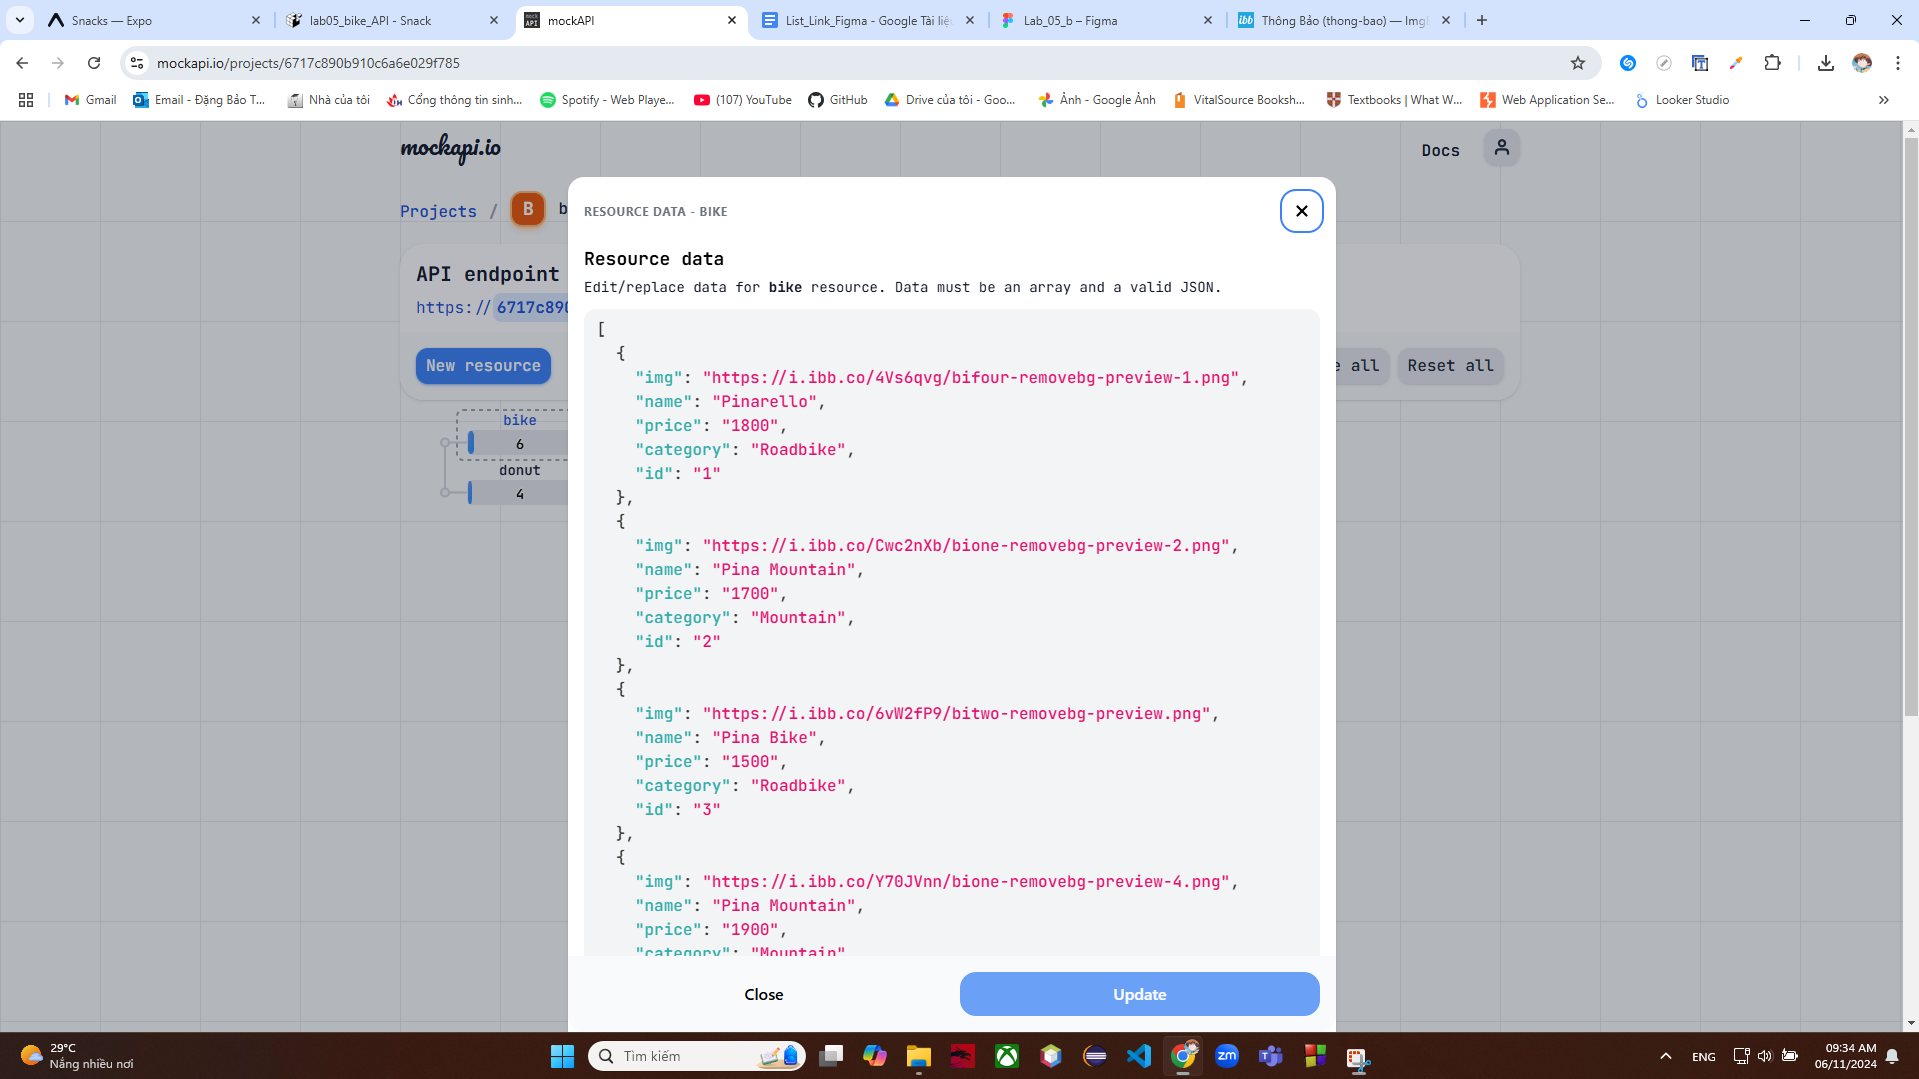 Snacks — Expo
lab05_bike_API - Snack
mockAPI
List_Link_Figma - Google Tài liệ
Lab_05_b – Figma
Thông Bảo (thong-bao) — Img
mockapi.io/projects/6717c890b910c6a6e029f785
Gmail
Email - Đặng Bảo T...
Nhà của tôi
Cổng thông tin sinh...
Spotify - Web Playe...
(107) YouTube
GitHub
Drive của tôi - Goo...
Ảnh - Google Ảnh
VitalSource Booksh...
Textbooks | What W...
Web Application Se...
Looker Studio
mockapi.io
Docs
Projects / B b
API endpoint
https://6717c890
New resource
e all
Reset all
bike
6
donut
4
RESOURCE DATA - BIKE
Resource data
Edit/replace data for bike resource. Data must be an array and a valid JSON.
[
{
"img": "https://i.ibb.co/4Vs6qvg/bifour-removebg-preview-1.png",
"name": "Pinarello",
"price": "1800",
"category": "Roadbike",
"id": "1"
},
{
"img": "https://i.ibb.co/Cwc2nXb/bione-removebg-preview-2.png",
"name": "Pina Mountain",
"price": "1700",
"category": "Mountain",
"id": "2"
},
{
"img": "https://i.ibb.co/6vW2fP9/bitwo-removebg-preview.png",
"name": "Pina Bike",
"price": "1500",
"category": "Roadbike",
"id": "3"
},
{
"img": "https://i.ibb.co/Y70JVnn/bione-removebg-preview-4.png",
"name": "Pina Mountain",
"price": "1900",
"category": "Mountain"
Close
Update
29°C
Nắng nhiều nơi
Tìm kiếm
ENG
09:34 AM
06/11/2024